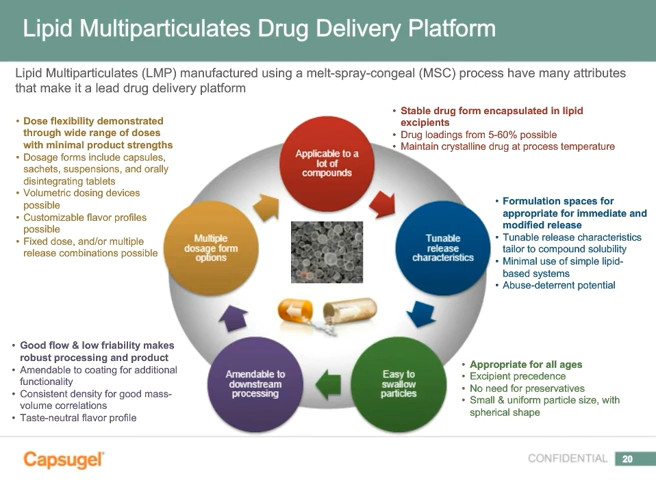 Lipid Multiparticulates Drug Delivery Platform
Lipid Multiparticulates (LMP) manufactured using a melt-spray-congeal (MSC) process have many attributes
that make it a lead drug delivery platform
• Dose flexibility demonstrated
through wide range of doses
with minimal product strengths
• Dosage forms include capsules,
sachets, suspensions, and orally
disintegrating tablets
• Volumetric dosing devices
possible
• Customizable flavor profiles
possible
• Fixed dose, and/or multiple
release combinations possible
• Stable drug form encapsulated in lipid
excipients
• Drug loadings from 5-60% possible
• Maintain crystalline drug at process temperature
Applicable to a
lot of
compounds
Multiple
dosage form
options
Tunable
release
characteristics
• Formulation spaces for
appropriate for immediate and
modified release
• Tunable release characteristics
tailor to compound solubility
• Minimal use of simple lipid-
based systems
• Abuse-deterrent potential
• Good flow & low friability makes
robust processing and product
• Amendable to coating for additional
functionality
• Consistent density for good mass-
volume correlations
• Taste-neutral flavor profile
Amendable to
downstream
processing
Easy to
swallow
particles
• Appropriate for all ages
• Excipient precedence
• No need for preservatives
• Small & uniform particle size, with
spherical shape
Capsugel
CONFIDENTIAL 20